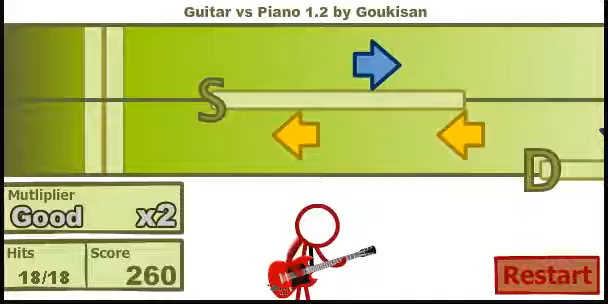 Guitar vs Piano 1.2 by Goukisan
S
D
Mutliplier
Good x2
Hits Score
18/18 260
Restart